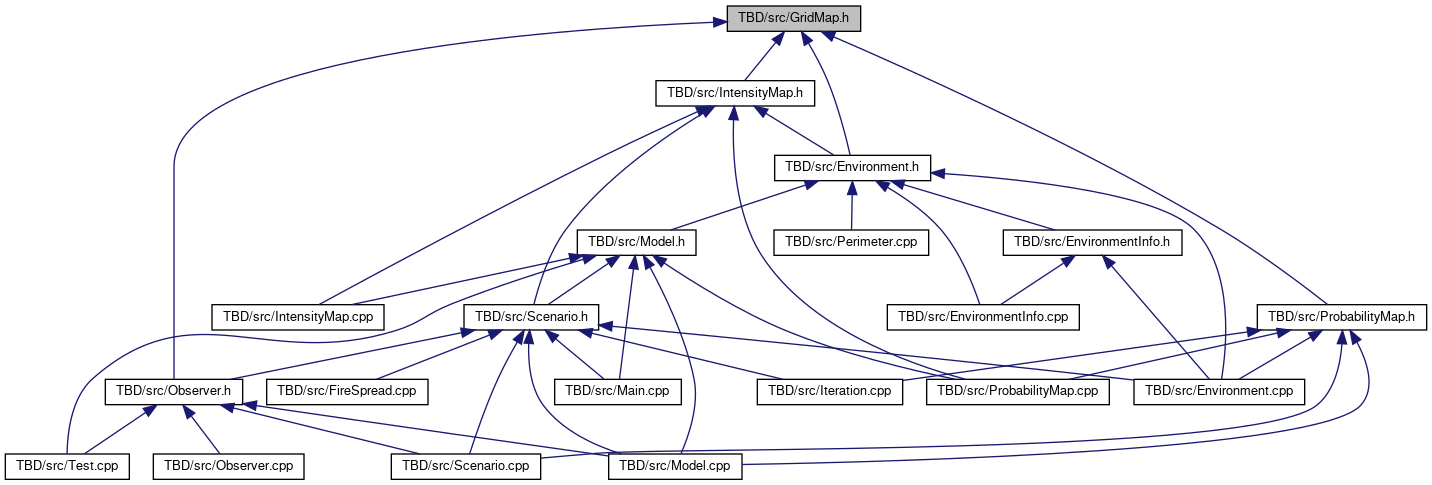 TBD/src/GridMap.h
TBD/src/IntensityMap.h
TBD/src/Environment.h
TBD/src/Model.h
TBD/src/Perimeter.cpp
TBD/src/EnvironmentInfo.h
TBD/src/IntensityMap.cpp
TBD/src/Scenario.h
TBD/src/EnvironmentInfo.cpp
TBD/src/ProbabilityMap.h
TBD/src/Observer.h
TBD/src/FireSpread.cpp
TBD/src/Main.cpp
TBD/src/Iteration.cpp
TBD/src/ProbabilityMap.cpp
TBD/src/Environment.cpp
TBD/src/Test.cpp
TBD/src/Observer.cpp
TBD/src/Scenario.cpp
TBD/src/Model.cpp